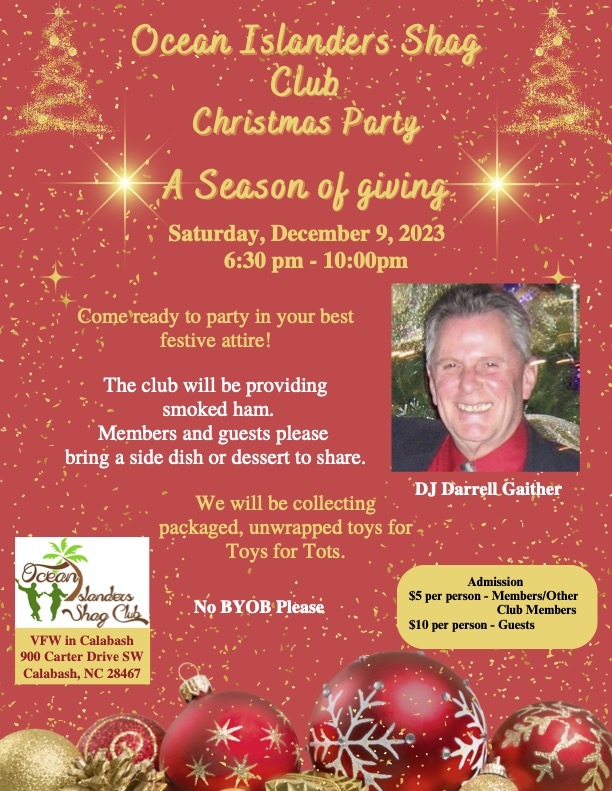 Ocean Islanders Shag
Club
Christmas Party
A Season of giving
Saturday, December 9, 2023
6:30 pm - 10:00pm
Come ready to party in your best
festive attire!
The club will be providing
smoked ham.
Members and guests please
bring a side dish or dessert to share.
DJ Darrell Gaither
We will be collecting
packaged, unwrapped toys for
Toys for Tots.
No BYOB Please
Ocean
Islanders
Shag Club
VFW in Calabash
900 Carter Drive SW
Calabash, NC 28467
Admission
$5 per person - Members/Other
Club Members
$10 per person - Guests